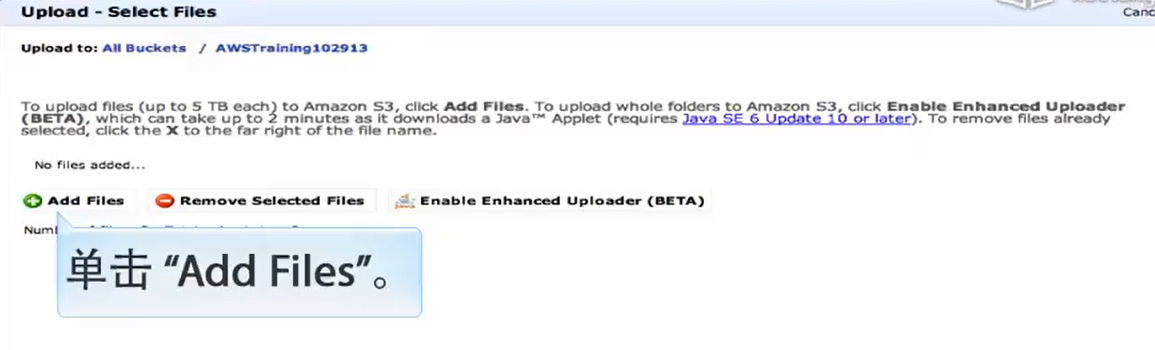 Upload - Select Files
Upload to: All Buckets / AWSTraining102913
To upload files (up to 5 TB each) to Amazon S3, click Add Files. To upload whole folders to Amazon S3, click Enable Enhanced Uploader
(BETA), which can take up to 2 minutes as it downloads a Java™ Applet (requires Java SE 6 Update 10 or later). To remove files already
selected, click the X to the far right of the file name.
No files added...
Add Files Remove Selected Files Enable Enhanced Uploader (BETA)
单击 “Add Files”。